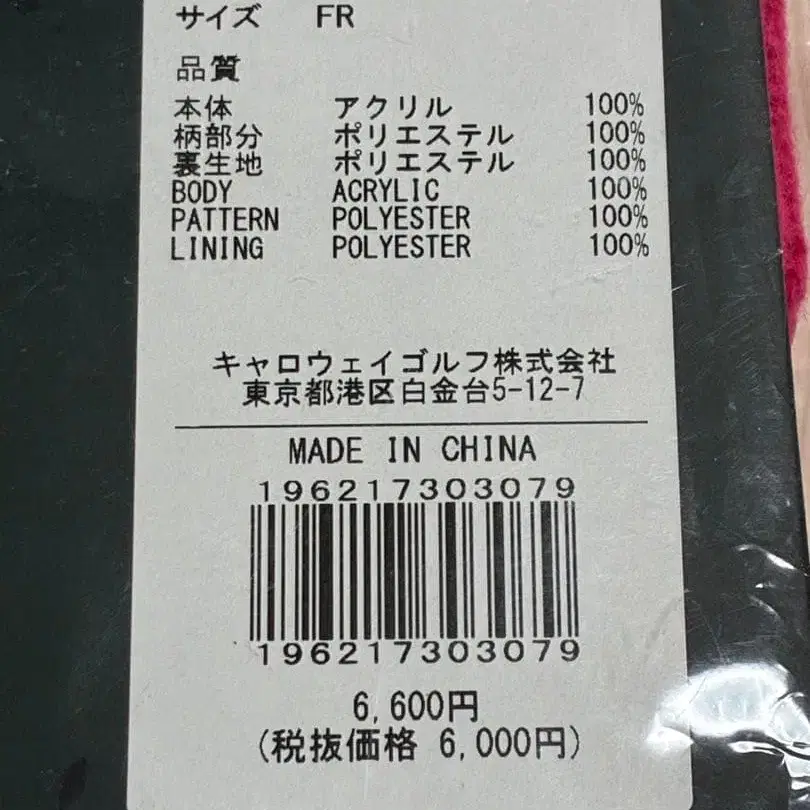 サイズ FR
品質
本体 アクリル 100%
柄部分 ポリエステル 100%
裏生地 ポリエステル 100%
BODY ACRYLIC 100%
PATTERN POLYESTER 100%
LINING POLYESTER 100%
キャロウェイゴルフ株式会社
東京都港区白金台5-12-7
MADE IN CHINA
196217303079
196217303079
6,600円
(税抜価格 6,000円)